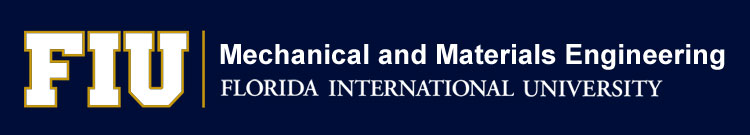 FIU
Mechanical and Materials Engineering
FLORIDA INTERNATIONAL UNIVERSITY